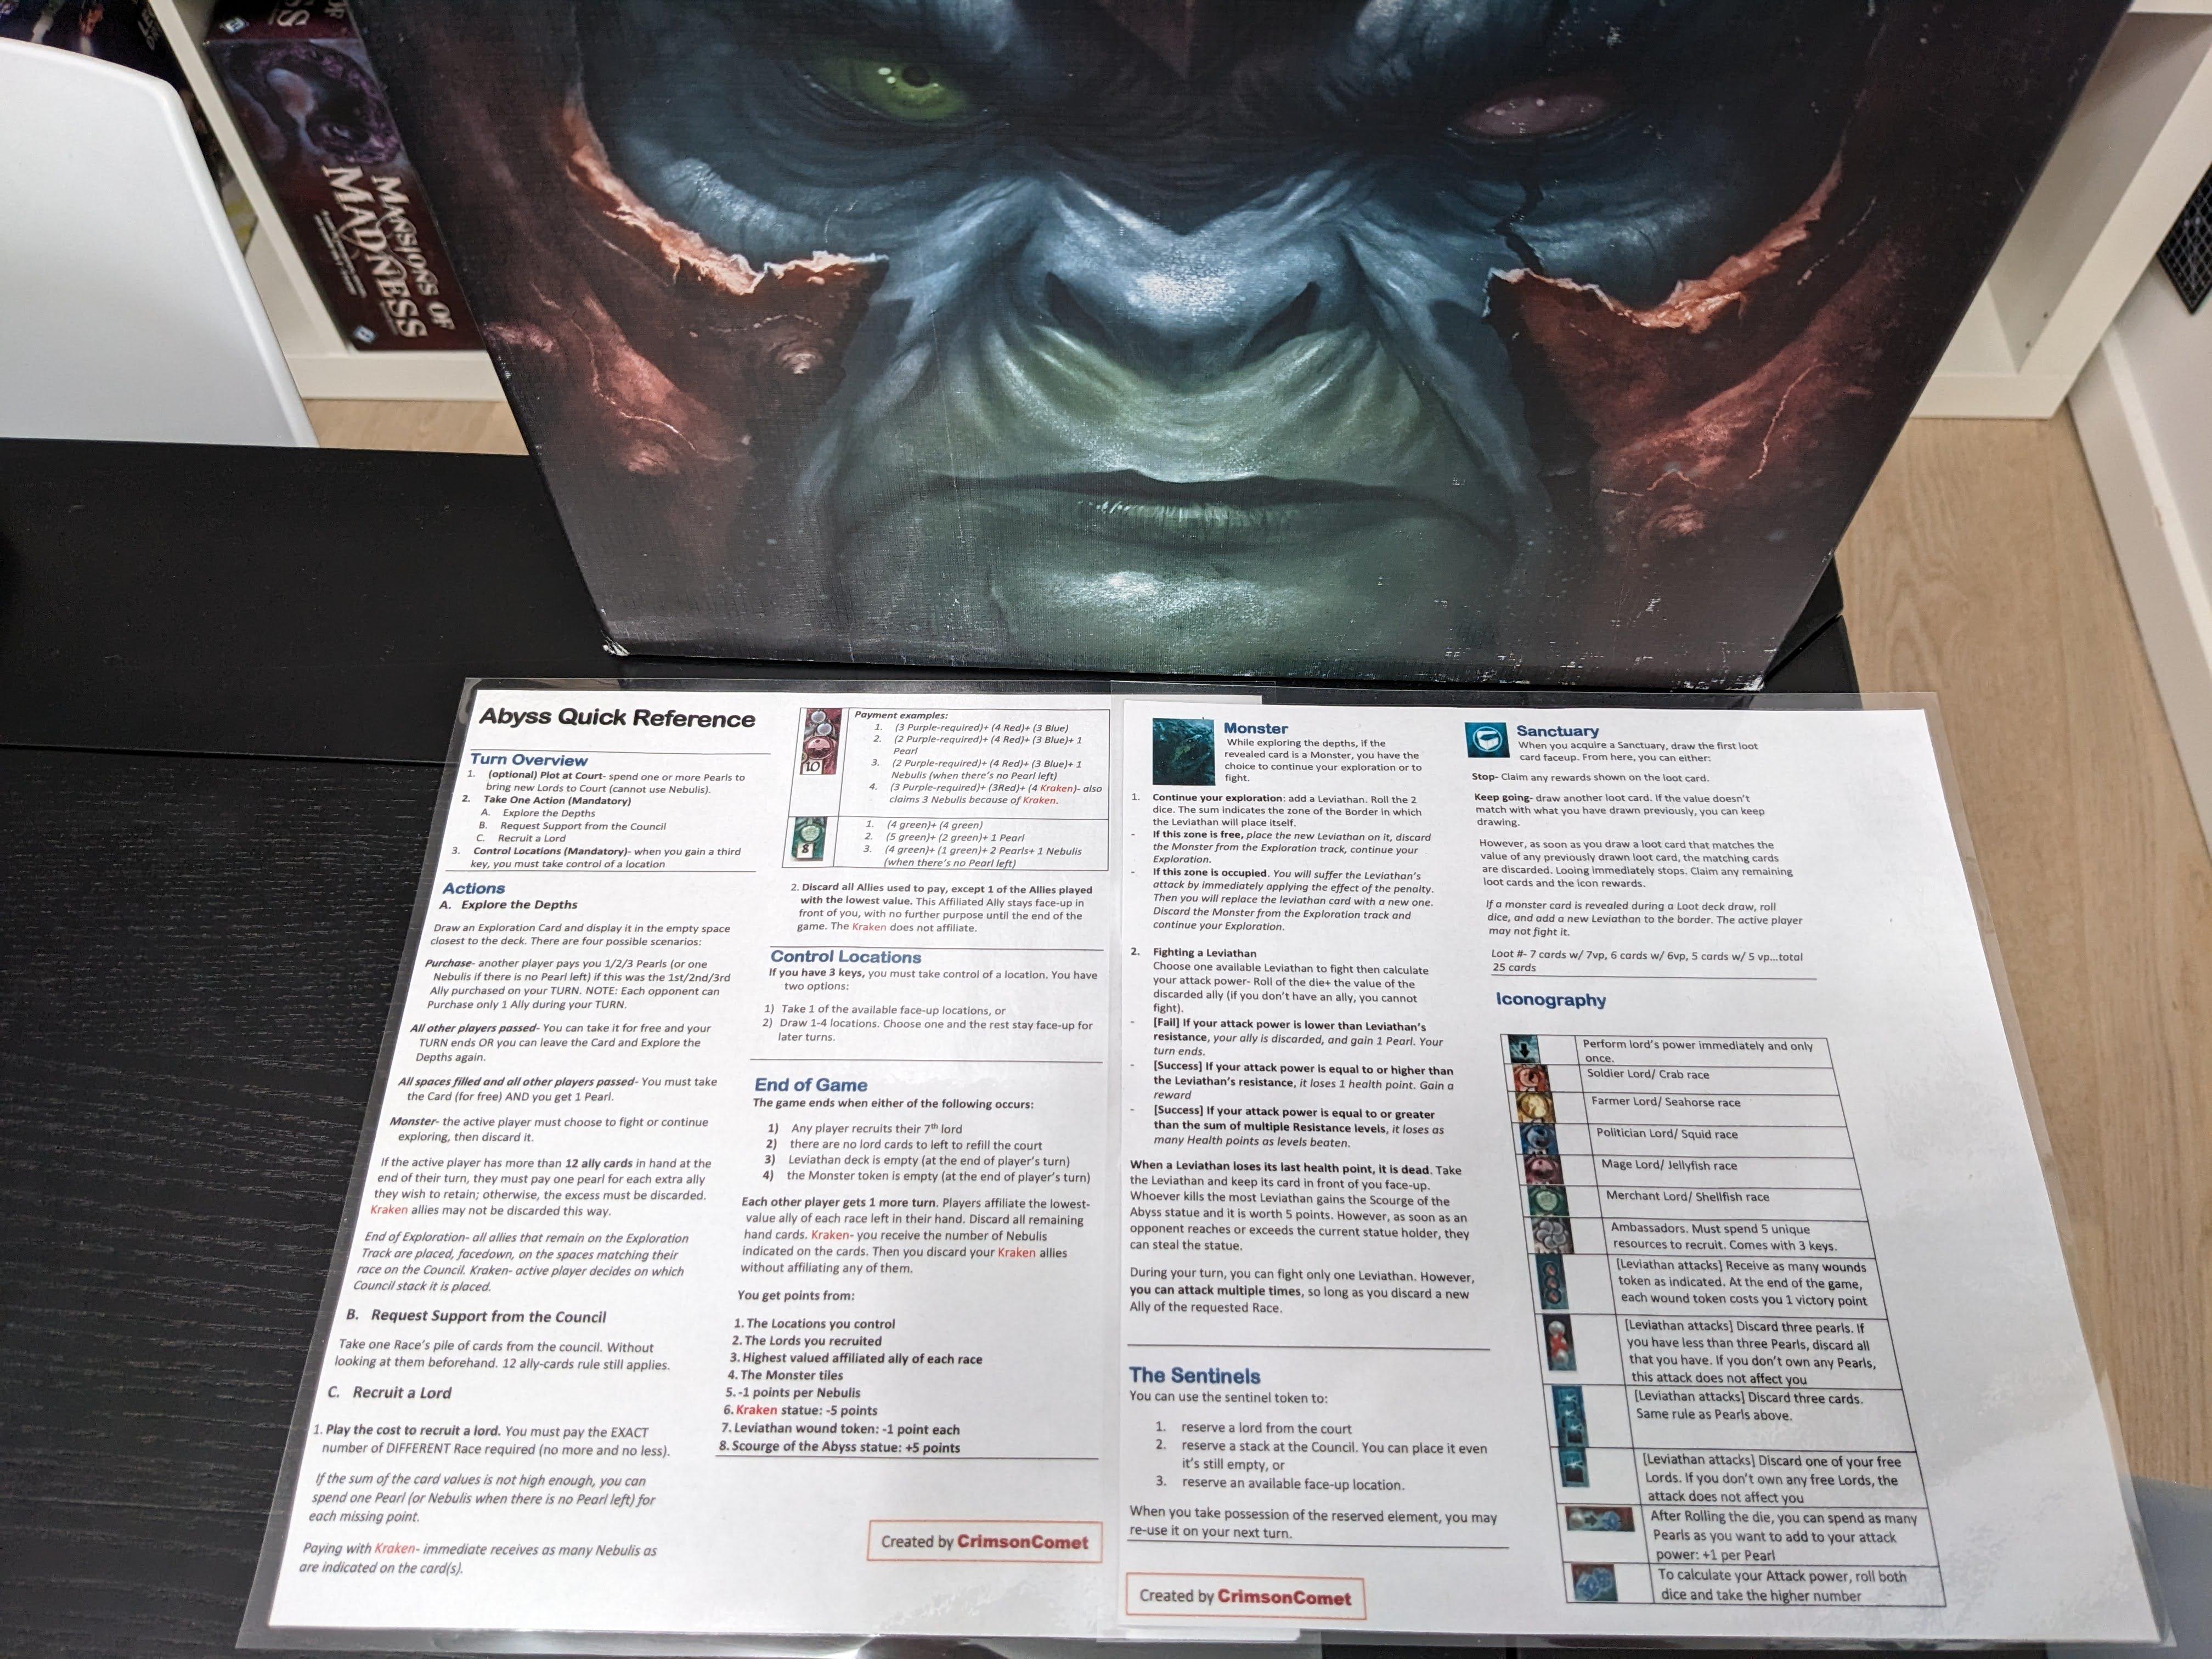 MANSIONS OF
MADNESS
Abyss Quick Reference
Turn Overview
1. (optional) Plot at Court- spend one or more Pearls to
bring new Lords to Court (cannot use Nebulis).
2. Take One Action (Mandatory)
A. Explore the Depths
B. Request Support from the Council
C. Recruit a Lord
3. Control Locations (Mandatory)- when you gain a third
key, you must take control of a location
Actions
A. Explore the Depths
Draw an Exploration Card and display it in the empty space
closest to the deck. There are four possible scenarios:
Purchase- another player pays you 1/2/3 Pearls (or one
Nebulis if there is no Pearl left) if this was the 1st/2nd/3rd
Ally purchased on your TURN. NOTE: Each opponent can
Purchase only 1 Ally during your TURN.
All other players passed- You can take it for free and your
TURN ends OR you can leave the Card and Explore the
Depths again.
All spaces filled and all other players passed- You must take
the Card (for free) AND you get 1 Pearl.
Monster- the active player must choose to fight or continue
exploring, then discard it.
If the active player has more than 12 ally cards in hand at the
end of their turn, they must pay one pearl for each extra ally
they wish to retain; otherwise, the excess must be discarded.
Kraken allies may not be discarded this way.
End of Exploration- all allies that remain on the Exploration
Track are placed, facedown, on the spaces matching their
race on the Council. Kraken- active player decides on which
Council stack it is placed.
B. Request Support from the Council
Take one Race's pile of cards from the council. Without
looking at them beforehand. 12 ally-cards rule still applies.
C. Recruit a Lord
1. Play the cost to recruit a lord. You must pay the EXACT
number of DIFFERENT Race required (no more and no less).
If the sum of the card values is not high enough, you can
spend one Pearl (or Nebulis when there is no Pearl left) for
each missing point.
Paying with Kraken- immediate receives as many Nebulis as
are indicated on the card(s).
10
Payment examples:
1. (3 Purple-required)+ (4 Red)+ (3 Blue)
2. (2 Purple-required)+ (4 Red)+ (3 Blue)+ 1
Pearl
3. (2 Purple-required)+ (4 Red)+ (3 Blue)+ 1
Nebulis (when there's no Pearl left)
4. (3 Purple-required)+ (3Red)+ (4 Kraken)- also
claims 3 Nebulis because of Kraken.
8
1. (4 green)+ (4 green)
2. (5 green)+ (2 green)+ 1 Pearl
3. (4 green)+ (1 green)+ 2 Pearls+ 1 Nebulis
(when there's no Pearl left)
2. Discard all Allies used to pay, except 1 of the Allies played
with the lowest value. This Affiliated Ally stays face-up in
front of you, with no further purpose until the end of the
game. The Kraken does not affiliate.
Control Locations
If you have 3 keys, you must take control of a location. You have
two options:
1) Take 1 of the available face-up locations, or
2) Draw 1-4 locations. Choose one and the rest stay face-up for
later turns.
End of Game
The game ends when either of the following occurs:
1) Any player recruits their 7th lord
2) there are no lord cards to left to refill the court
3) Leviathan deck is empty (at the end of player's turn)
4) the Monster token is empty (at the end of player's turn)
Each other player gets 1 more turn. Players affiliate the lowest-
value ally of each race left in their hand. Discard all remaining
hand cards. Kraken- you receive the number of Nebulis
indicated on the cards. Then you discard your Kraken allies
without affiliating any of them.
You get points from:
1. The Locations you control
2. The Lords you recruited
3. Highest valued affiliated ally of each race
4. The Monster tiles
5. -1 points per Nebulis
6. Kraken statue: -5 points
7. Leviathan wound token: -1 point each
8. Scourge of the Abyss statue: +5 points
Created by CrimsonComet
Monster
While exploring the depths, if the
revealed card is a Monster, you have the
choice to continue your exploration or to
fight.
1. Continue your exploration: add a Leviathan. Roll the 2
dice. The sum indicates the zone of the Border in which
the Leviathan will place itself.
- If this zone is free, place the new Leviathan on it, discard
the Monster from the Exploration track, continue your
Exploration.
- If this zone is occupied. You will suffer the Leviathan's
attack by immediately applying the effect of the penalty.
Then you will replace the leviathan card with a new one.
Discard the Monster from the Exploration track and
continue your Exploration.
2. Fighting a Leviathan
Choose one available Leviathan to fight then calculate
your attack power- Roll of the die+ the value of the
discarded ally (if you don't have an ally, you cannot
fight).
- [Fail] If your attack power is lower than Leviathan's
resistance, your ally is discarded, and gain 1 Pearl. Your
turn ends.
- [Success] If your attack power is equal to or higher than
the Leviathan's resistance, it loses 1 health point. Gain a
reward
- [Success] If your attack power is equal to or greater
than the sum of multiple Resistance levels, it loses as
many Health points as levels beaten.
When a Leviathan loses its last health point, it is dead. Take
the Leviathan and keep its card in front of you face-up.
Whoever kills the most Leviathan gains the Scourge of the
Abyss statue and it is worth 5 points. However, as soon as an
opponent reaches or exceeds the current statue holder, they
can steal the statue.
During your turn, you can fight only one Leviathan. However,
you can attack multiple times, so long as you discard a new
Ally of the requested Race.
The Sentinels
You can use the sentinel token to:
1. reserve a lord from the court
2. reserve a stack at the Council. You can place it even
it's still empty, or
3. reserve an available face-up location.
When you take possession of the reserved element, you may
re-use it on your next turn.
Created by CrimsonComet
Sanctuary
When you acquire a Sanctuary, draw the first loot
card faceup. From here, you can either:
Stop- Claim any rewards shown on the loot card.
Keep going- draw another loot card. If the value doesn't
match with what you have drawn previously, you can keep
drawing.
However, as soon as you draw a loot card that matches the
value of any previously drawn loot card, the matching cards
are discarded. Looing immediately stops. Claim any remaining
loot cards and the icon rewards.
If a monster card is revealed during a Loot deck draw, roll
dice, and add a new Leviathan to the border. The active player
may not fight it.
Loot #- 7 cards w/ 7vp, 6 cards w/ 6vp, 5 cards w/ 5 vp...total
25 cards
Iconography
Perform lord's power immediately and only
once.
Soldier Lord/ Crab race
Farmer Lord/ Seahorse race
Politician Lord/ Squid race
Mage Lord/ Jellyfish race
Merchant Lord/ Shellfish race
Ambassadors. Must spend 5 unique
resources to recruit. Comes with 3 keys.
[Leviathan attacks] Receive as many wounds
token as indicated. At the end of the game,
each wound token costs you 1 victory point
[Leviathan attacks] Discard three pearls. If
you have less than three Pearls, discard all
that you have. If you don't own any Pearls,
this attack does not affect you
[Leviathan attacks] Discard three cards.
Same rule as Pearls above.
[Leviathan attacks] Discard one of your free
Lords. If you don't own any free Lords, the
attack does not affect you
After Rolling the die, you can spend as many
Pearls as you want to add to your attack
power: +1 per Pearl
To calculate your Attack power, roll both
dice and take the higher number